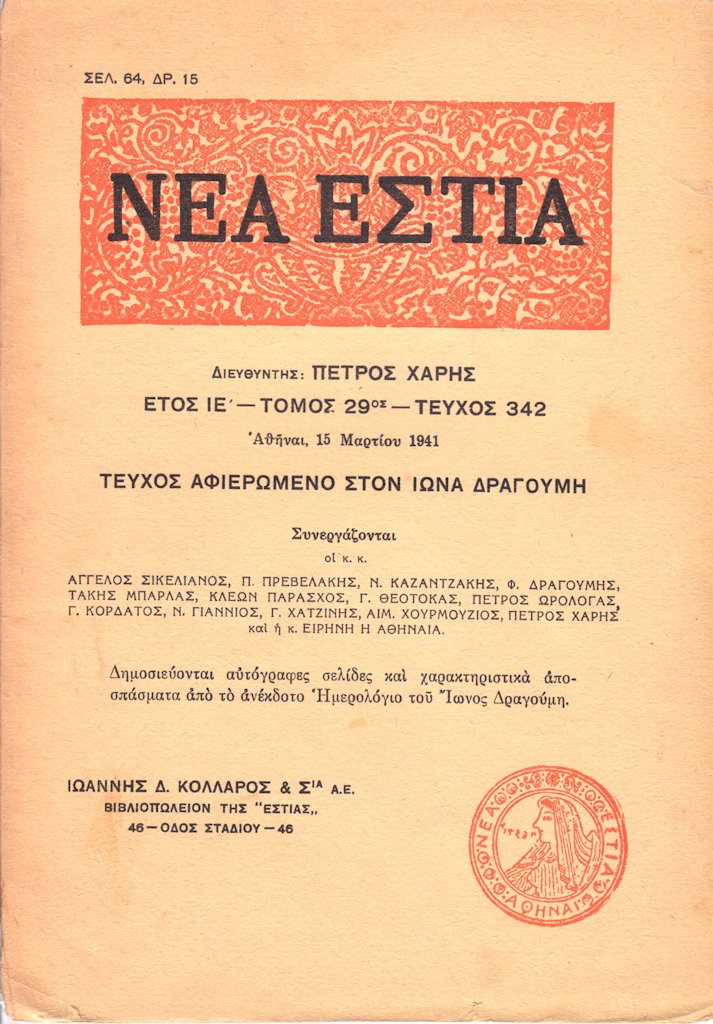 ΣΕΛ. 64, ΔΡ. 15
ΝΕΑ ΕΣΤΙΑ
ΔΙΕΥΘΥΝΤΗΣ: ΠΕΤΡΟΣ ΧΑΡΗΣ
ΕΤΟΣ ΙΕ΄ — ΤΟΜΟΣ 29ΟΣ — ΤΕΥΧΟΣ 342
Ἀθῆναι, 15 Μαρτίου 1941
ΤΕΥΧΟΣ ΑΦΙΕΡΩΜΕΝΟ ΣΤΟΝ ΙΩΝΑ ΔΡΑΓΟΥΜΗ
Συνεργάζονται
οἱ κ. κ.
ΑΓΓΕΛΟΣ ΣΙΚΕΛΙΑΝΟΣ, Π. ΠΡΕΒΕΛΑΚΗΣ, Ν. ΚΑΖΑΝΤΖΑΚΗΣ, Φ. ΔΡΑΓΟΥΜΗΣ,
ΤΑΚΗΣ ΜΠΑΡΛΑΣ, ΚΛΕΩΝ ΠΑΡΑΣΧΟΣ, Γ. ΘΕΟΤΟΚΑΣ, ΠΕΤΡΟΣ ΩΡΟΛΟΓΑΣ,
Γ. ΚΟΡΔΑΤΟΣ, Ν. ΓΙΑΝΝΙΟΣ, Γ. ΧΑΤΖΙΝΗΣ, ΑΙΜ. ΧΟΥΡΜΟΥΖΙΟΣ, ΠΕΤΡΟΣ ΧΑΡΗΣ
καὶ ἡ κ. ΕΙΡΗΝΗ Η ΑΘΗΝΑΙΑ.
Δημοσιεύονται αὐτόγραφες σελίδες καὶ χαρακτηριστικὰ ἀπο-
σπάσματα ἀπὸ τὸ ἀνέκδοτο Ἡμερολόγιο τοῦ Ἴωνος Δραγούμη.
ΙΩΑΝΝΗΣ Δ. ΚΟΛΛΑΡΟΣ & ΣΙΑ Α.Ε.
ΒΙΒΛΙΟΠΩΛΕΙΟΝ ΤΗΣ "ΕΣΤΙΑΣ„
46 — ΟΔΟΣ ΣΤΑΔΙΟΥ — 46
ΝΕΑ ΕΣΤΙΑ
ΑΘΗΝΑΙ